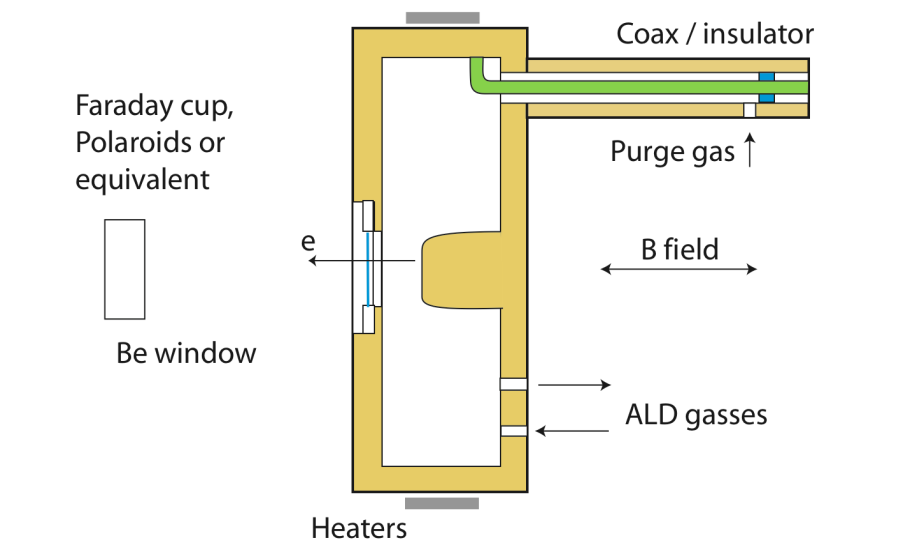 Coax / insulator
Faraday cup,
Polaroids or
equivalent
Purge gas
e
B field
Be window
ALD gasses
Heaters